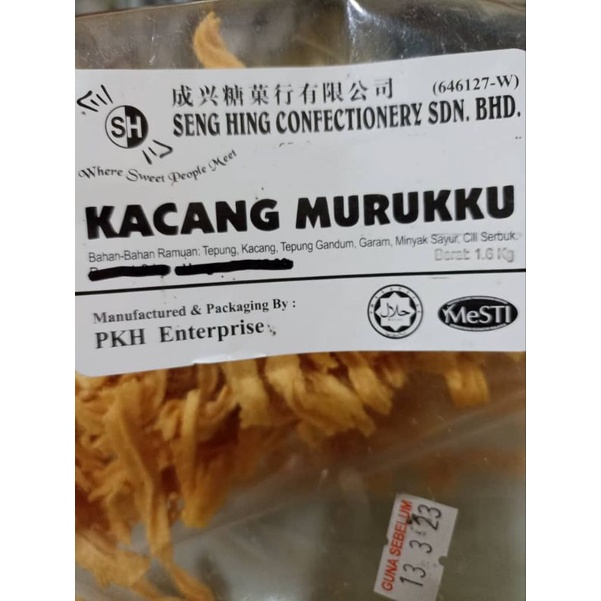 成兴糖菓行有限公司 (646127-W)
SH SENG HING CONFECTIONERY SDN. BHD.
Where Sweet People Meet
KACANG MURUKKU
Bahan-Bahan Ramuan: Tepung, Kacang, Tepung Gandum, Garam, Minyak Sayur, Cili Serbuk.
Berat: 1.6 Kg
Manufactured & Packaging By :
PKH Enterprise
حلال
MeSTI
GUNA SEBELUM
13 3 23